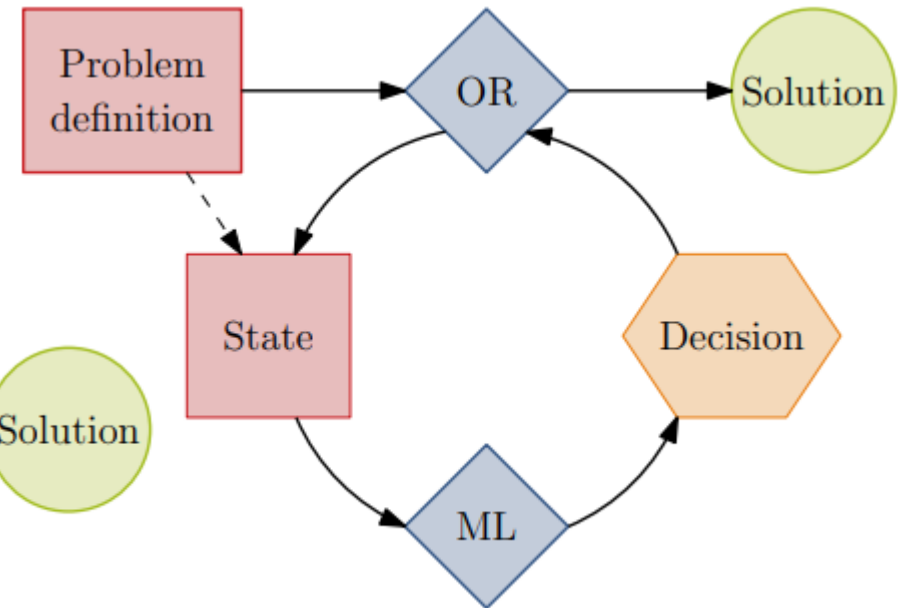 Problem
definition
OR
Solution
State
Decision
Solution
ML